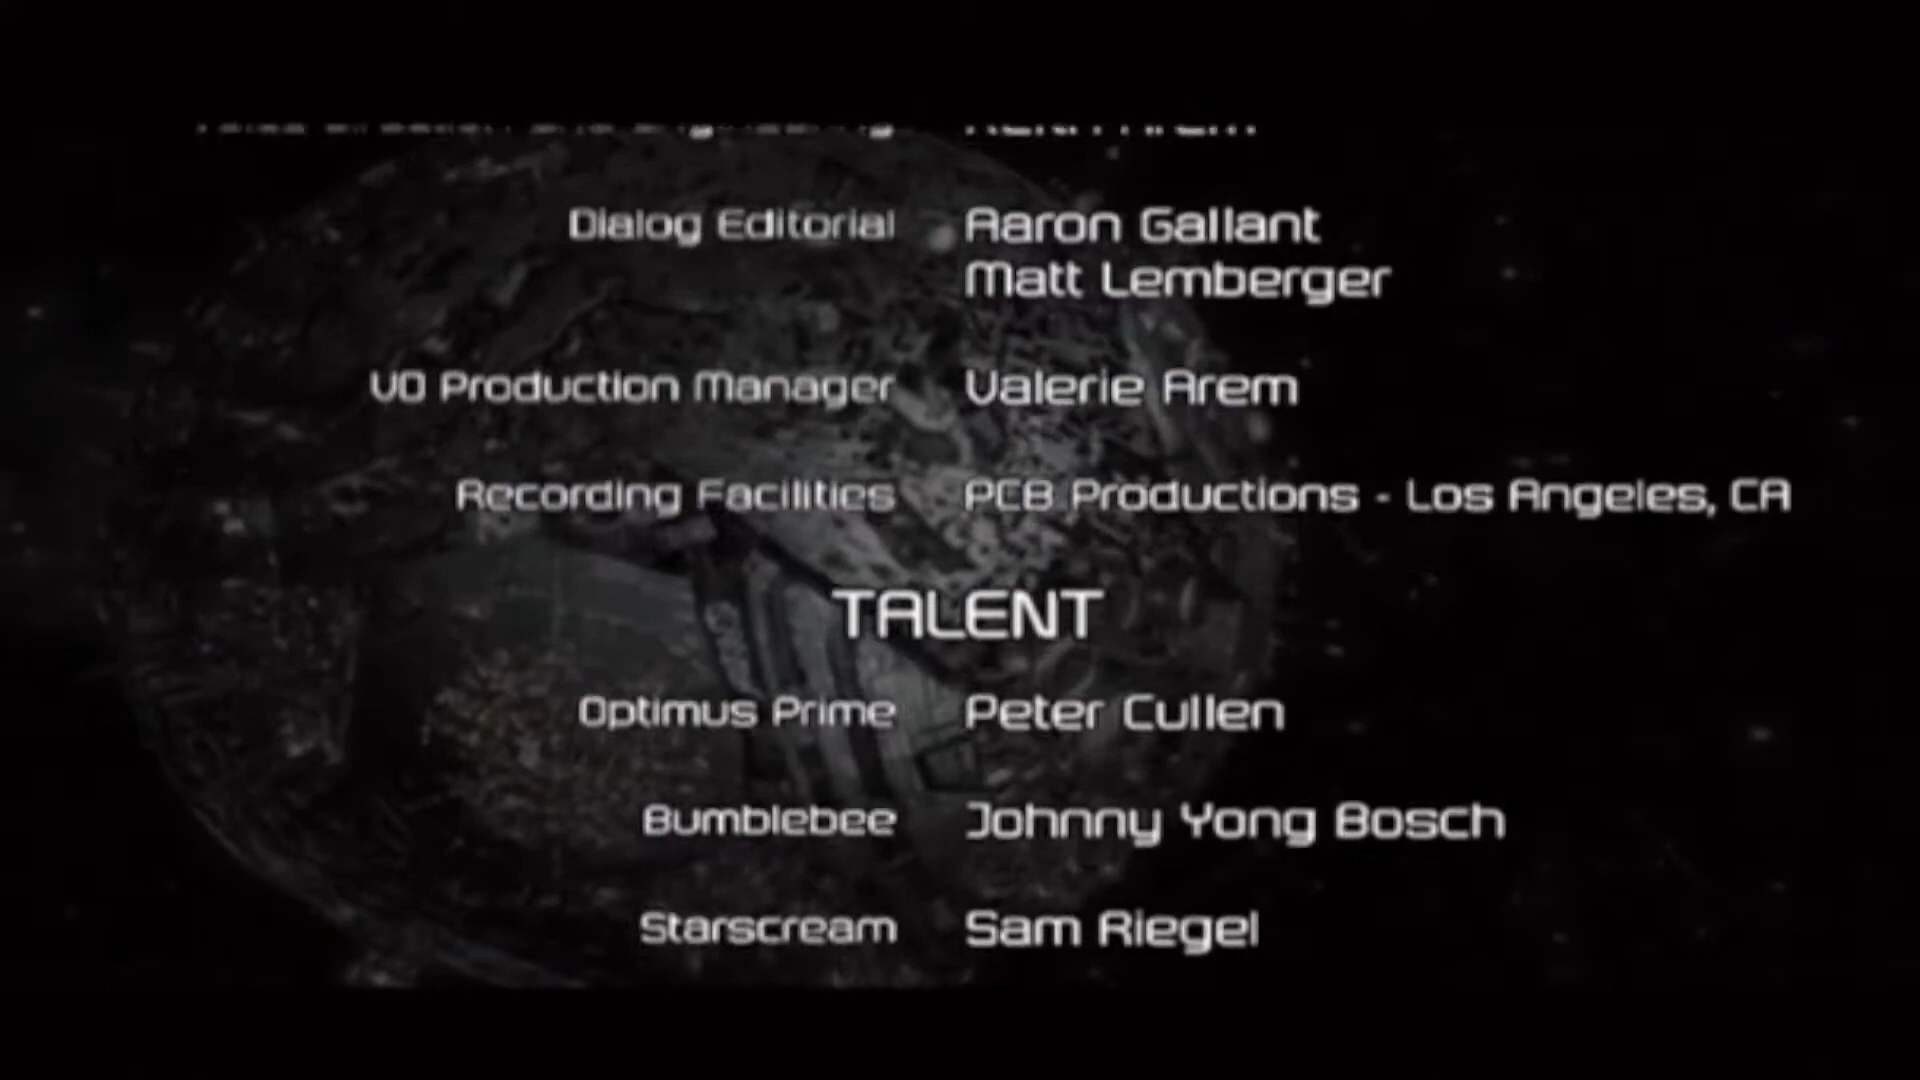 Dialog Editorial Aaron Gallant
Matt Lemberger
VO Production Manager Valerie Arem
Recording Facilities PCB Productions - Los Angeles, CA
TALENT
Optimus Prime Peter Cullen
Bumblebee Johnny Yong Bosch
Starscream Sam Riegel